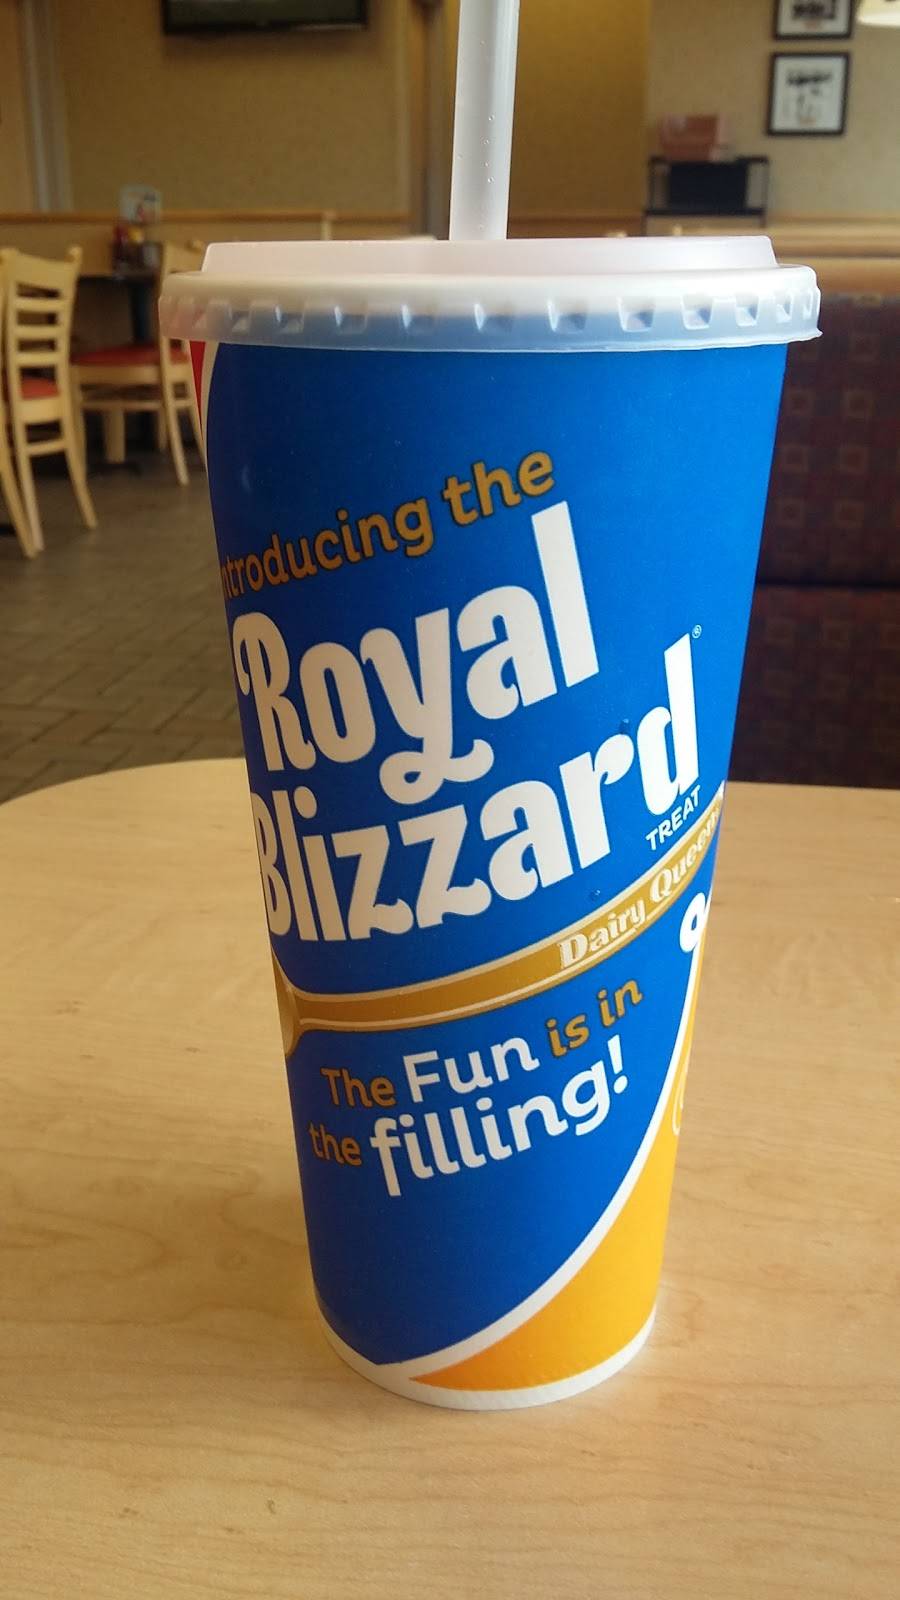 ntroducing the
Royal
Blizzard®
TREAT
Dairy Queen
The Fun is in
the filling!